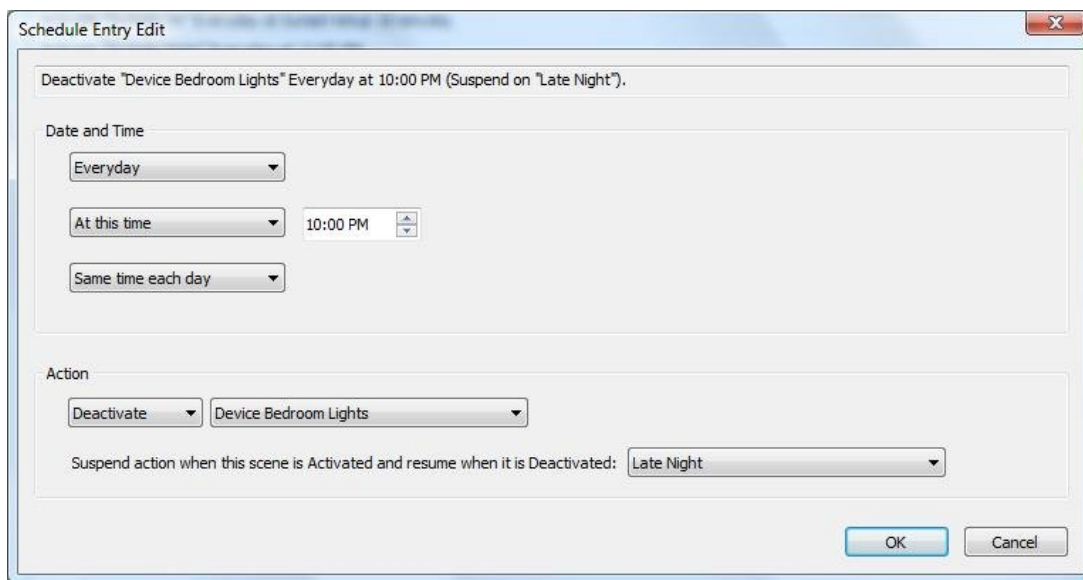 Schedule Entry Edit
Deactivate "Device Bedroom Lights" Everyday at 10:00 PM (Suspend on "Late Night").
Date and Time
Everyday
At this time 10:00 PM
Same time each day
Action
Deactivate Device Bedroom Lights
Suspend action when this scene is Activated and resume when it is Deactivated: Late Night
OK Cancel